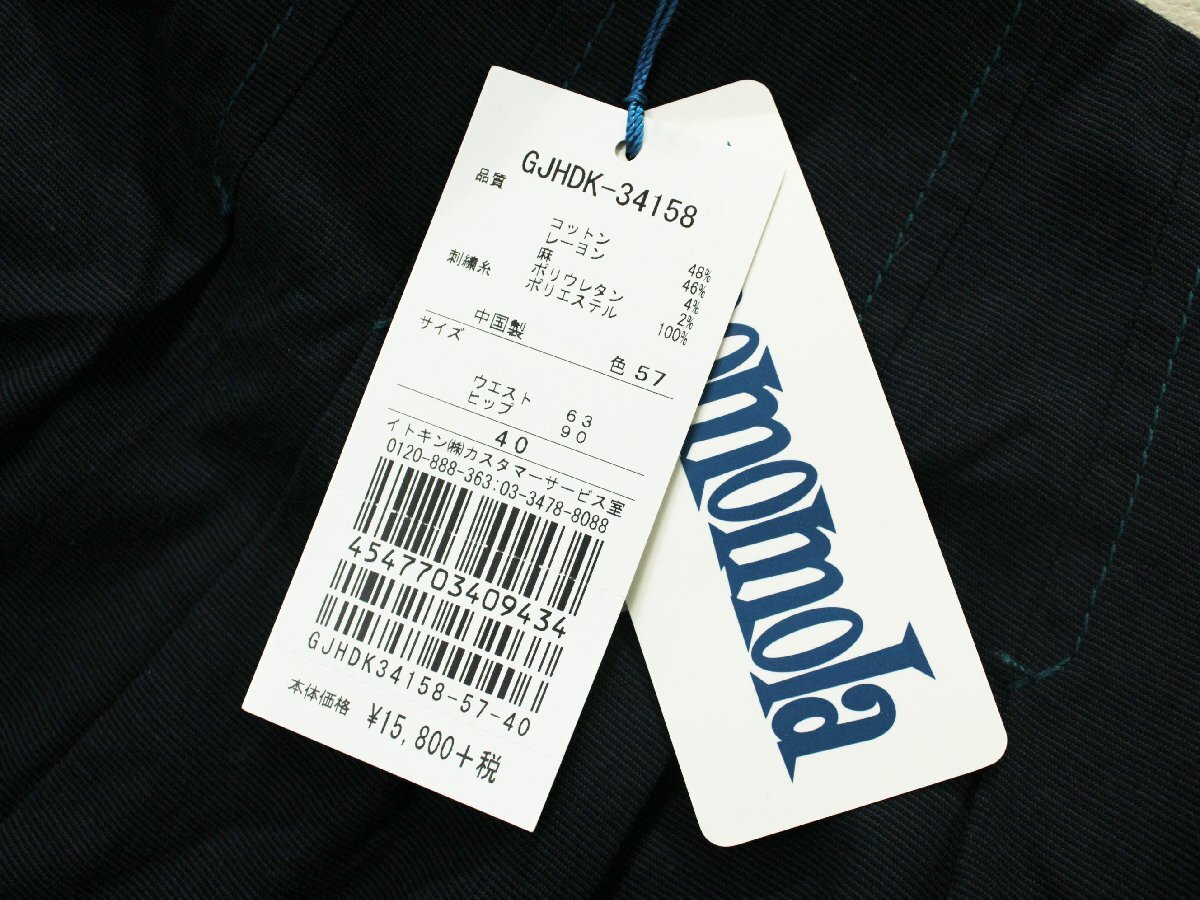 GJHDK-34158
品質
コットン 48%
レーヨン 46%
麻 4%
ポリウレタン 2%
刺繍糸 ポリエステル 100%
中国製 色 57
サイズ
ウエスト 63
ヒップ 90
40
イトキン㈱カスタマーサービス室
0120-888-363:03-3478-8088
4547703409434
GJHDK34158-57-40
本体価格 ¥15,800+税
omomola